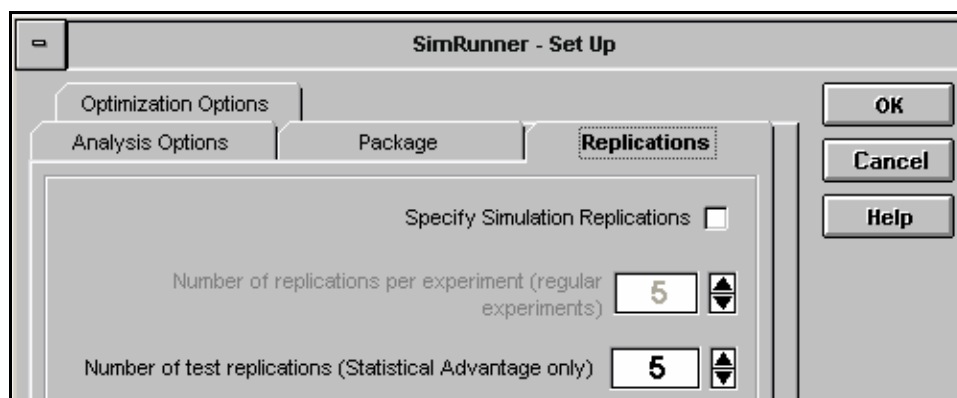 SimRunner - Set Up
Optimization Options
Analysis Options
Package
Replications
OK
Cancel
Help
Specify Simulation Replications
Number of replications per experiment (regular
experiments)
5
Number of test replications (Statistical Advantage only)
5